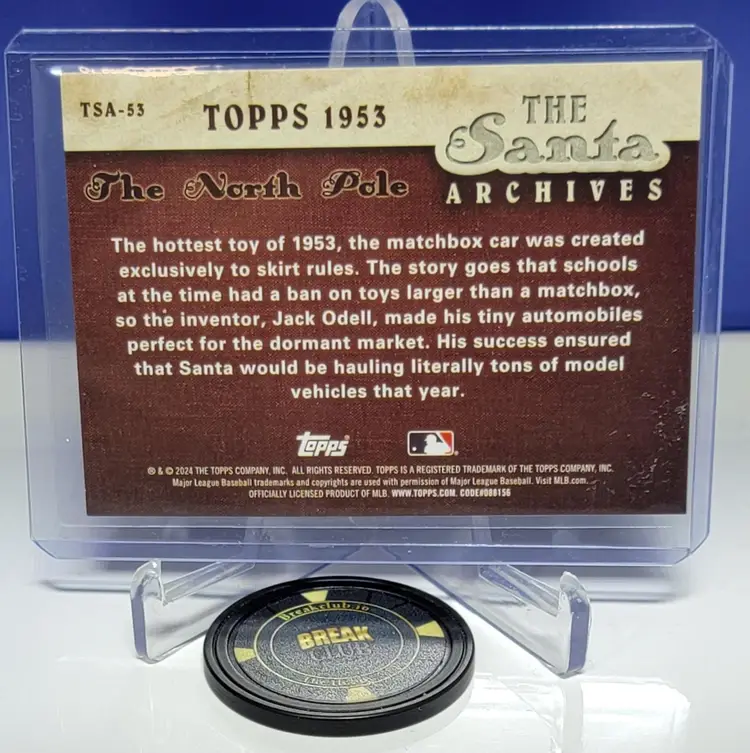 TSA-53
TOPPS 1953
THE
Santa
ARCHIVES
The North Pole
The hottest toy of 1953, the matchbox car was created
exclusively to skirt rules. The story goes that schools
at the time had a ban on toys larger than a matchbox,
so the inventor, Jack Odell, made his tiny automobiles
perfect for the dormant market. His success ensured
that Santa would be hauling literally tons of model
vehicles that year.
topps
® & © 2024 THE TOPPS COMPANY, INC. ALL RIGHTS RESERVED. TOPPS IS A REGISTERED TRADEMARK OF THE TOPPS COMPANY, INC.
Major League Baseball trademarks and copyrights are used with permission of Major League Baseball. Visit MLB.com.
OFFICIALLY LICENSED PRODUCT OF MLB. WWW.TOPPS.COM. CODE#088156
Breakclub.io
BREAK
CLUB